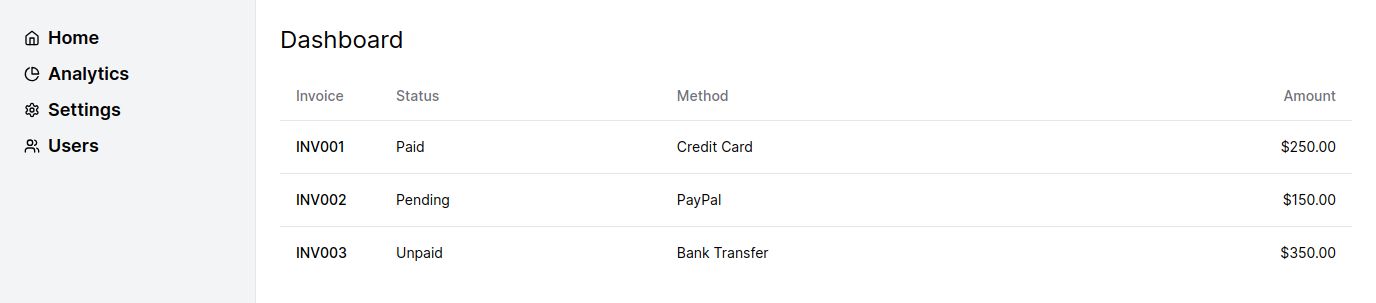 Home
Analytics
Settings
Users
Dashboard
Invoice Status Method Amount
INV001 Paid Credit Card $250.00
INV002 Pending PayPal $150.00
INV003 Unpaid Bank Transfer $350.00